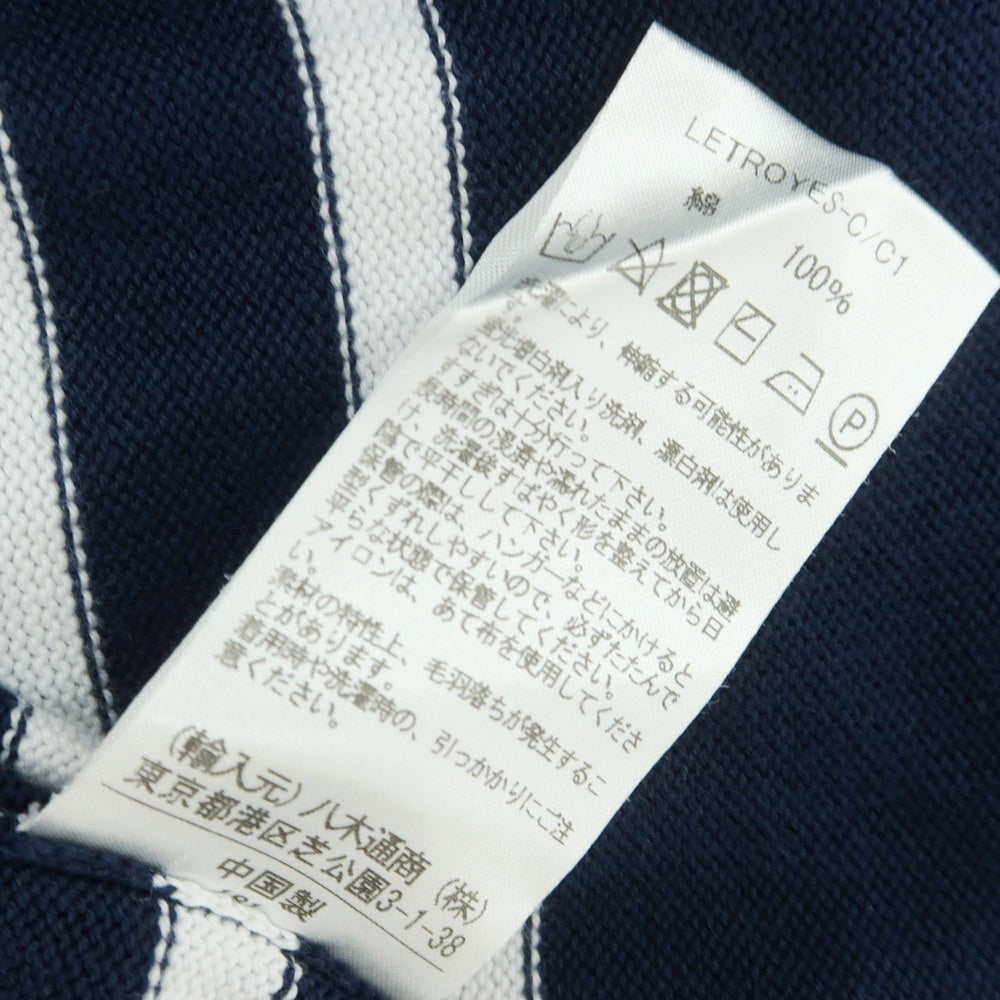 LETROYES-C/C1
綿 100%
P
洗濯により、伸縮する可能性がありま
す。
蛍光増白剤入り洗剤、漂白剤は使用し
ないでください。
すすぎは十分行って下さい。
長時間の浸漬や濡れたままの放置は避
け、洗濯後すばやく形を整えてから日
陰で平干しして下さい。
保管の際は、ハンガーなどにかけると
型くずれしやすいので、必ずたたんで
平らな状態で保管してください。
アイロンは、あて布を使用してくださ
い。
素材の特性上、毛羽落ちが発生するこ
とがあります。
着用時や洗濯時の、引っかかりにご注
意ください。
(輸入元)八木通商(株)
東京都港区芝公園3-1-38
中国製